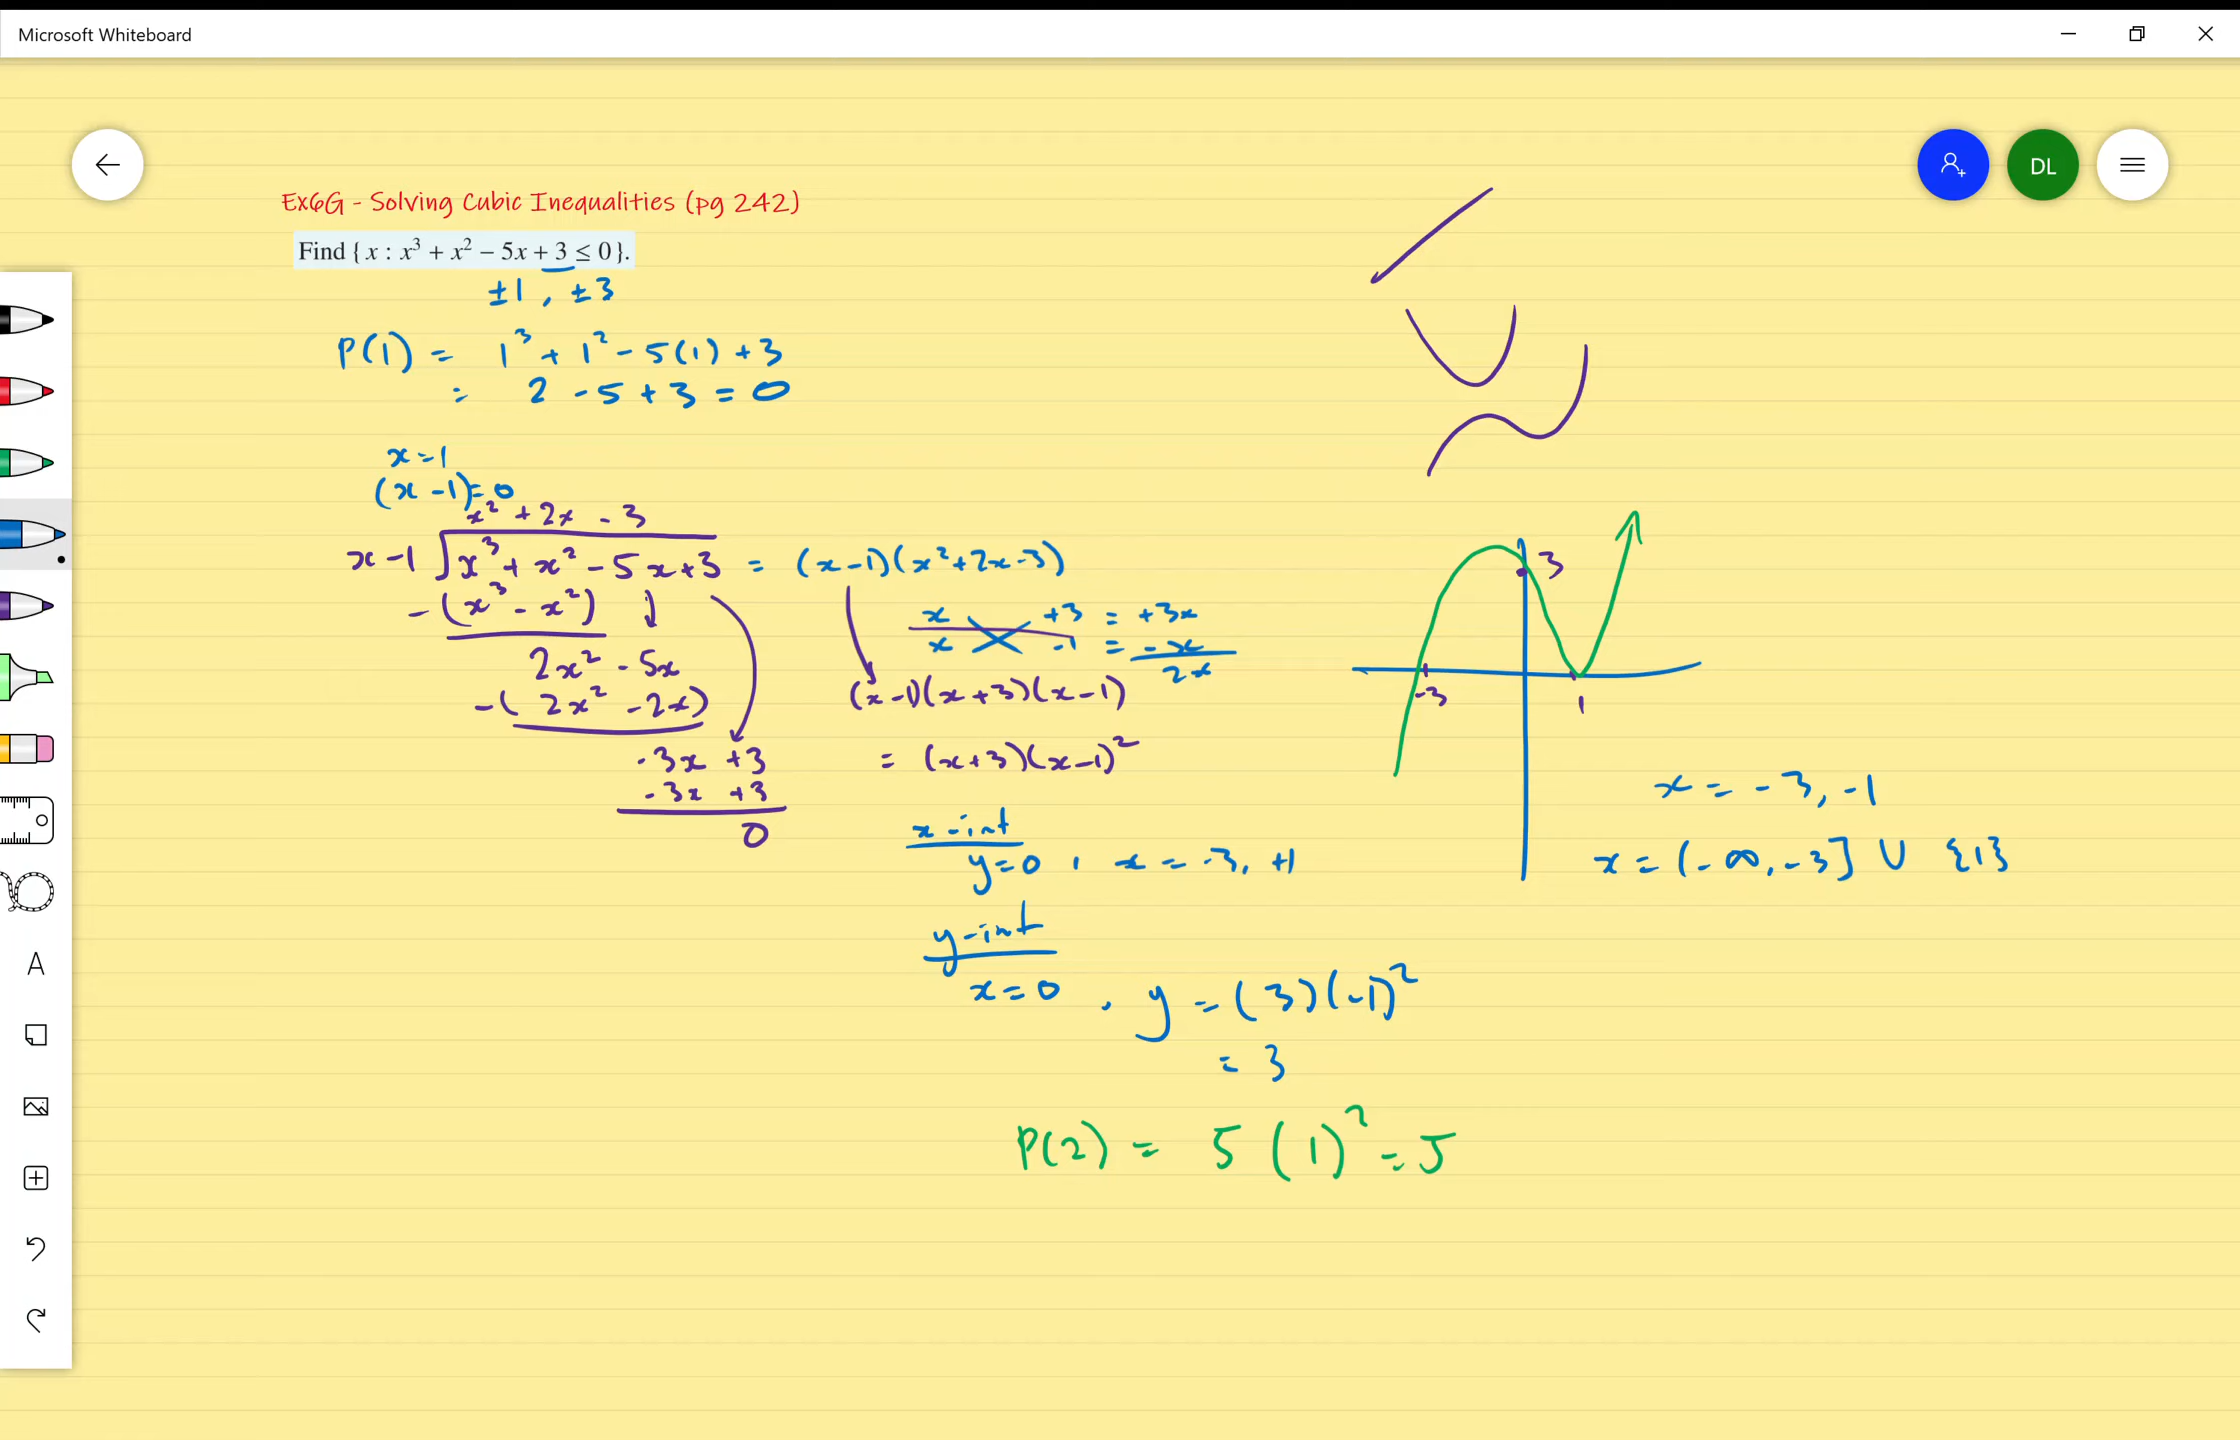 Microsoft Whiteboard
DL
Ex6G - Solving Cubic Inequalities (pg 242)
Find { x : x³ + x² − 5x + 3 ≤ 0 }.
±1 , ±3
P(1) = 1³ + 1² - 5(1) + 3
= 2 - 5 + 3 = 0
x = 1
(x - 1) = 0
x² + 2x - 3
x - 1 √x³ + x² - 5x + 3 = (x-1)(x²+2x-3)
-(x³ - x²)
2x² - 5x
-(2x² - 2x)
-3x + 3
-3x + 3
0
x +3 = +3x
x -1 = -x
2x
(x-1)(x+3)(x-1)
= (x+3)(x-1)²
x-int
y=0 , x = -3, +1
y-int
x=0 , y = (3)(-1)²
= 3
P(2) = 5 (1)² = 5
3
-3
1
x = -3, -1
x = (-∞, -3] ∪ {1}
A